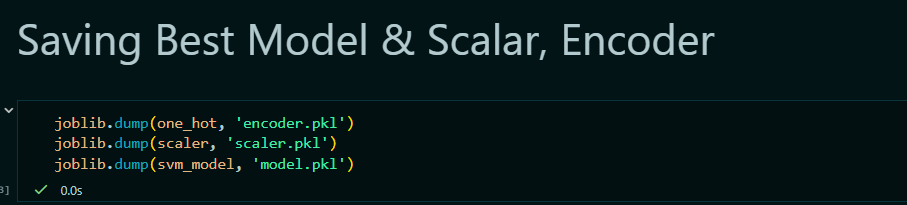 Saving Best Model & Scalar, Encoder
joblib.dump(one_hot, 'encoder.pkl')
joblib.dump(scaler, 'scaler.pkl')
joblib.dump(svm_model, 'model.pkl')
3] 0.0s